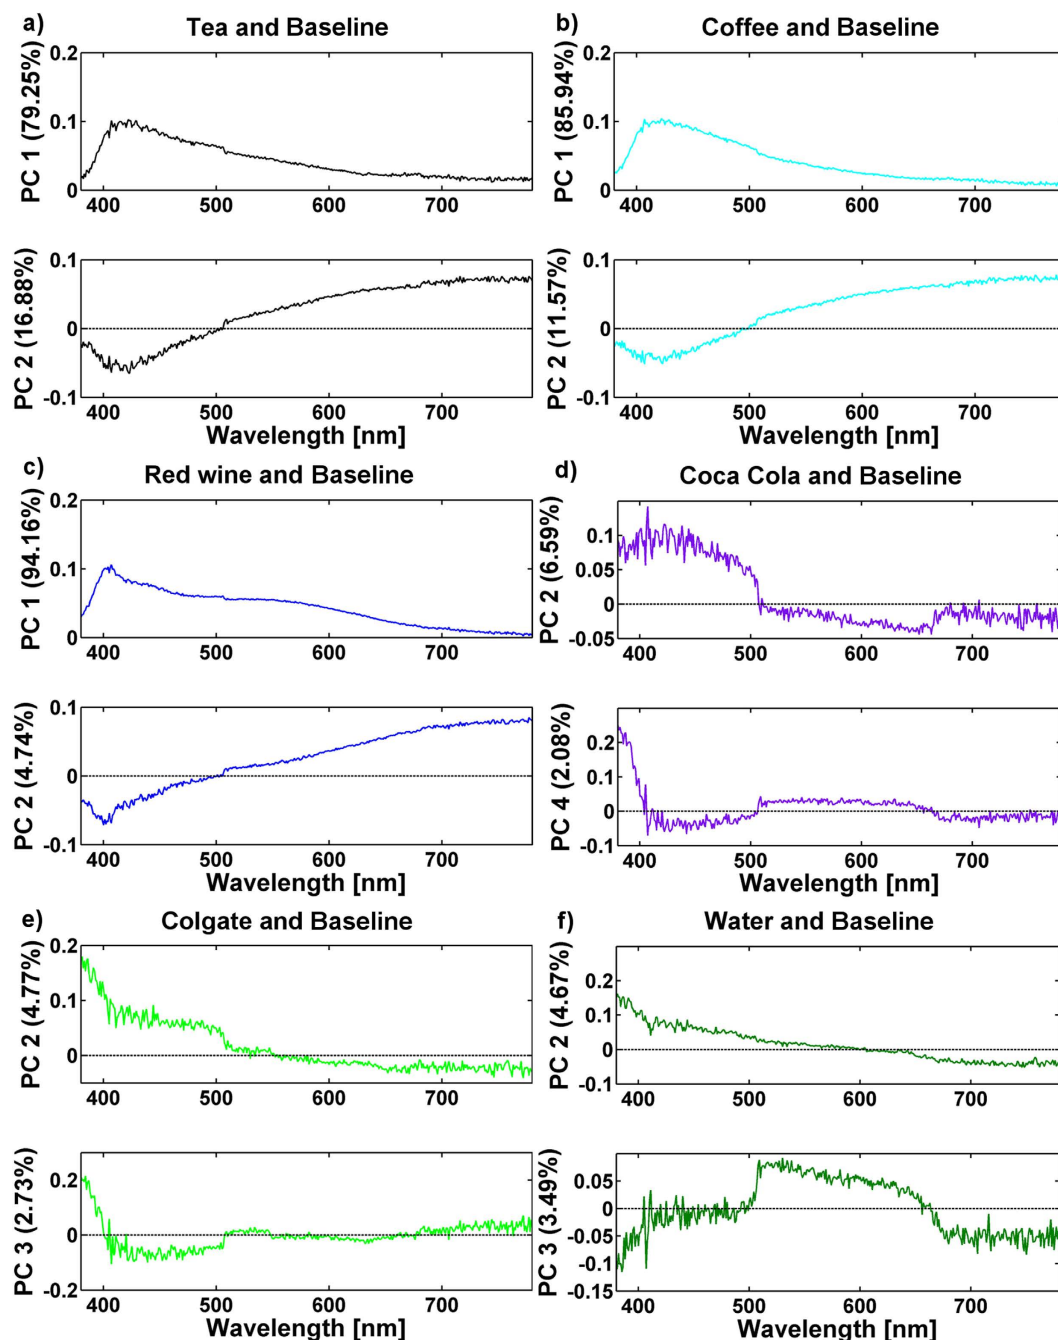 a) Tea and Baseline
PC 1 (79.25%)
0.2
0.1
0
400 500 600 700
PC 2 (16.88%)
0.1
0
-0.1
400 500 600 700
Wavelength [nm]
b) Coffee and Baseline
PC 1 (85.94%)
0.2
0.1
0
400 500 600 700
PC 2 (11.57%)
0.1
0
-0.1
400 500 600 700
Wavelength [nm]
c) Red wine and Baseline
PC 1 (94.16%)
0.2
0.1
0
400 500 600 700
PC 2 (4.74%)
0.1
0
-0.1
400 500 600 700
Wavelength [nm]
d) Coca Cola and Baseline
PC 2 (6.59%)
0.1
0.05
0
-0.05
400 500 600 700
PC 4 (2.08%)
0.2
0.1
0
-0.1
400 500 600 700
Wavelength [nm]
e) Colgate and Baseline
PC 2 (4.77%)
0.2
0.1
0
400 500 600 700
PC 3 (2.73%)
0.2
0
-0.2
400 500 600 700
Wavelength [nm]
f) Water and Baseline
PC 2 (4.67%)
0.2
0.1
0
-0.1
400 500 600 700
PC 3 (3.49%)
0.05
0
-0.05
-0.1
-0.15
400 500 600 700
Wavelength [nm]